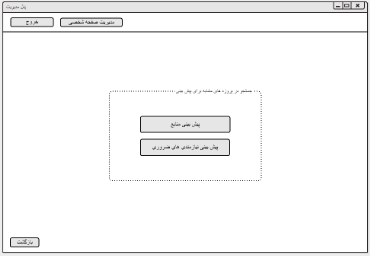 پنل مدیریت
خروج
مدیریت صفحه شخصی
جستجو در پروژه های مشابه برای پیش بینی
پیش بینی منابع
پیش بینی نیازمندی های ضروری
بازگشت